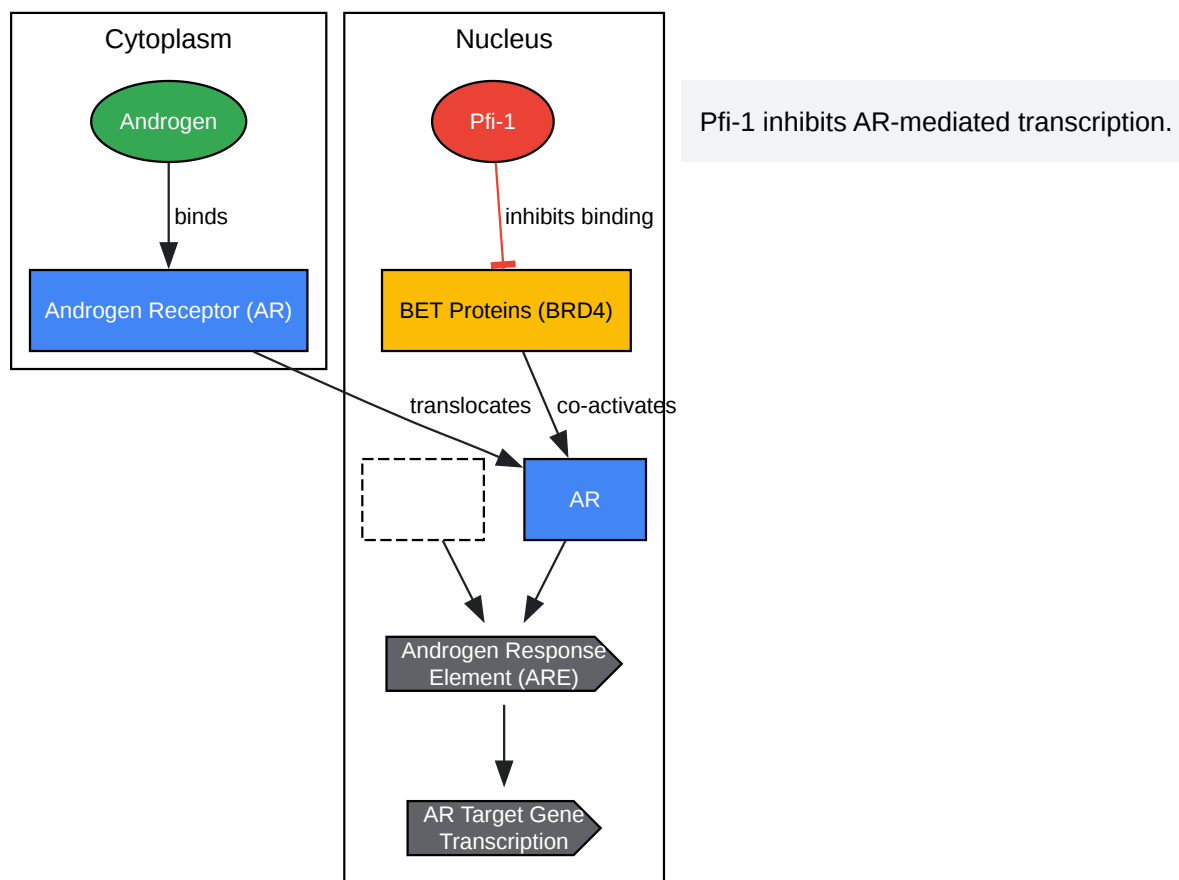 Cytoplasm
Nucleus
Androgen
Pfi-1
Pfi-1 inhibits AR-mediated transcription.
binds
inhibits binding
Androgen Receptor (AR)
BET Proteins (BRD4)
translocates
co-activates
AR
Androgen Response
Element (ARE)
AR Target Gene
Transcription